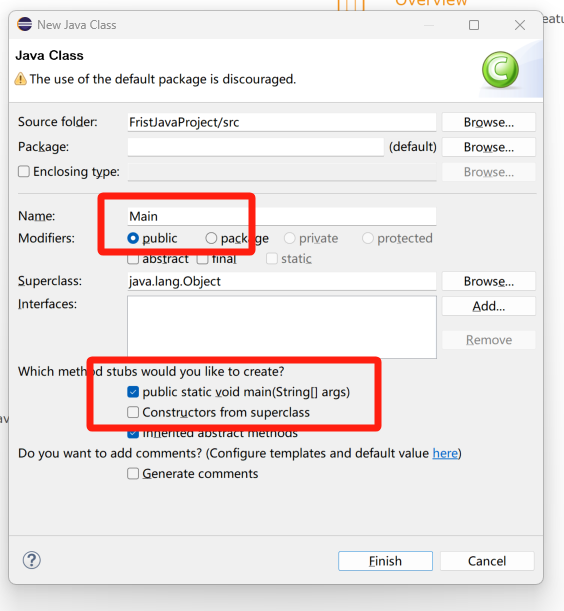 Overview
New Java Class
Java Class
The use of the default package is discouraged.
Source folder: FristJavaProject/src Browse...
Package: (default) Browse...
Enclosing type: Browse...
Name: Main
Modifiers: public package private protected
abstract final static
Superclass: java.lang.Object Browse...
Interfaces: Add...
Remove
Which method stubs would you like to create?
public static void main(String[] args)
Constructors from superclass
Inherited abstract methods
Do you want to add comments? (Configure templates and default value here)
Generate comments
? Finish Cancel